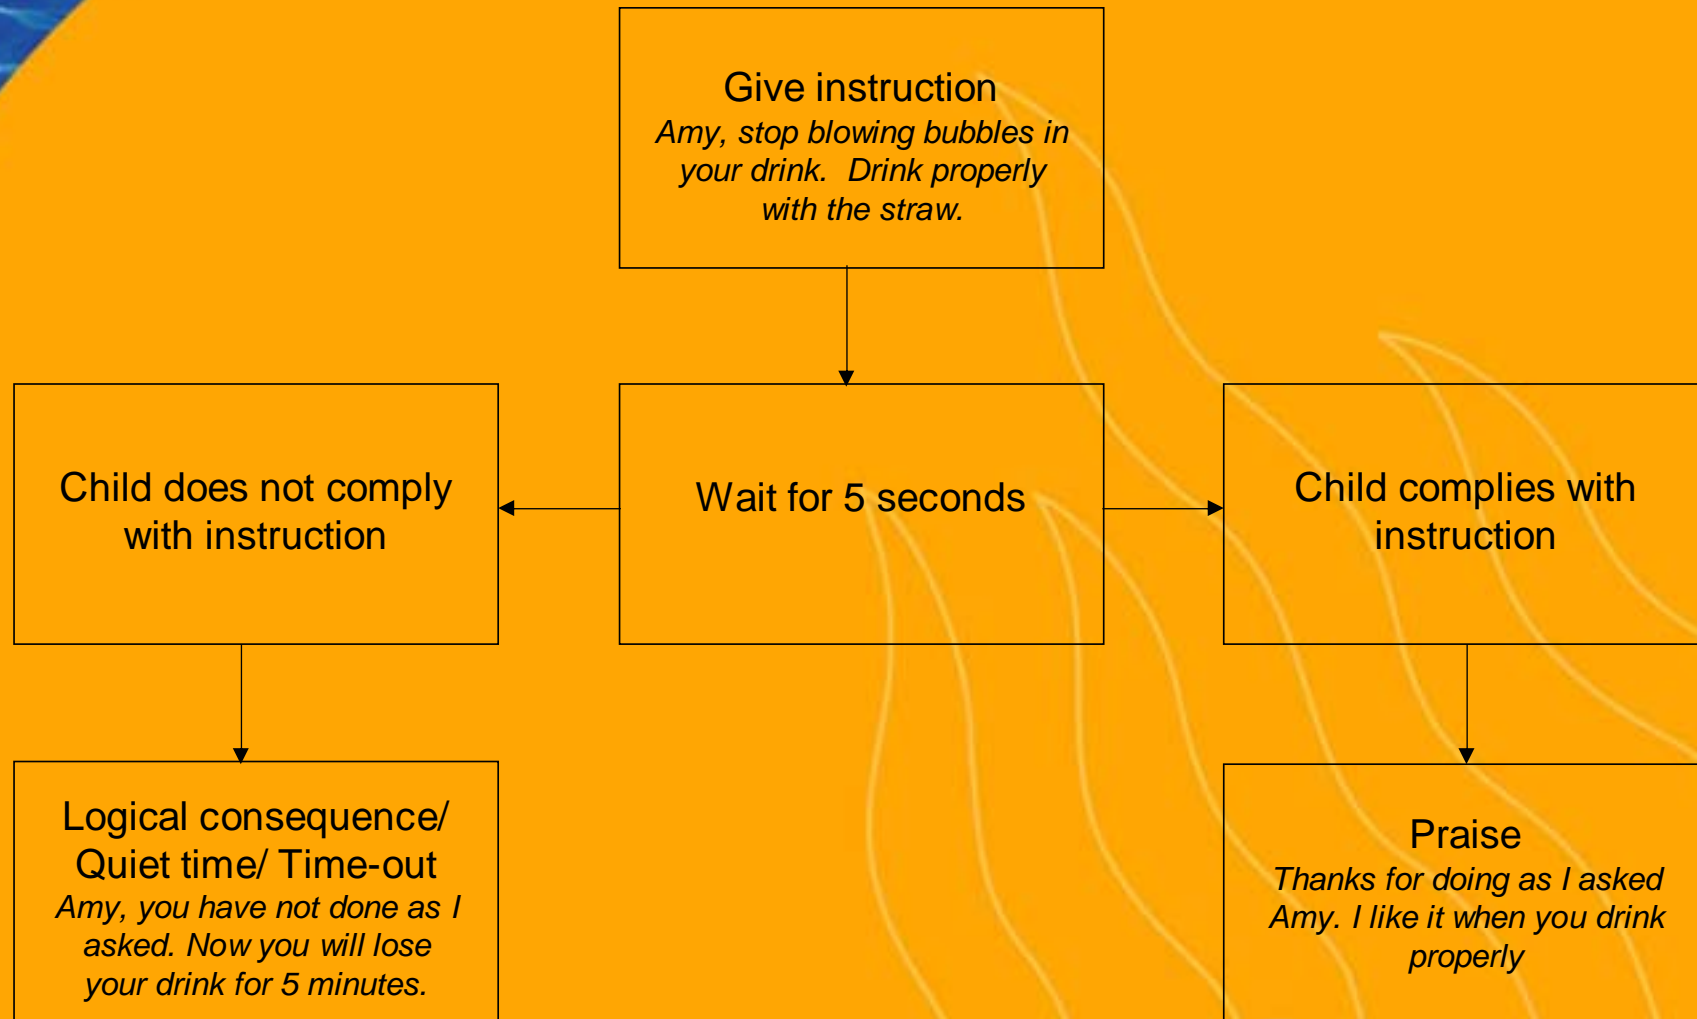 Give instruction
Amy, stop blowing bubbles in
your drink.  Drink properly
with the straw.
Child does not comply
with instruction
Wait for 5 seconds
Child complies with
instruction
Logical consequence/
Quiet time/ Time-out
Amy, you have not done as I
asked. Now you will lose
your drink for 5 minutes.
Praise
Thanks for doing as I asked
Amy. I like it when you drink
properly